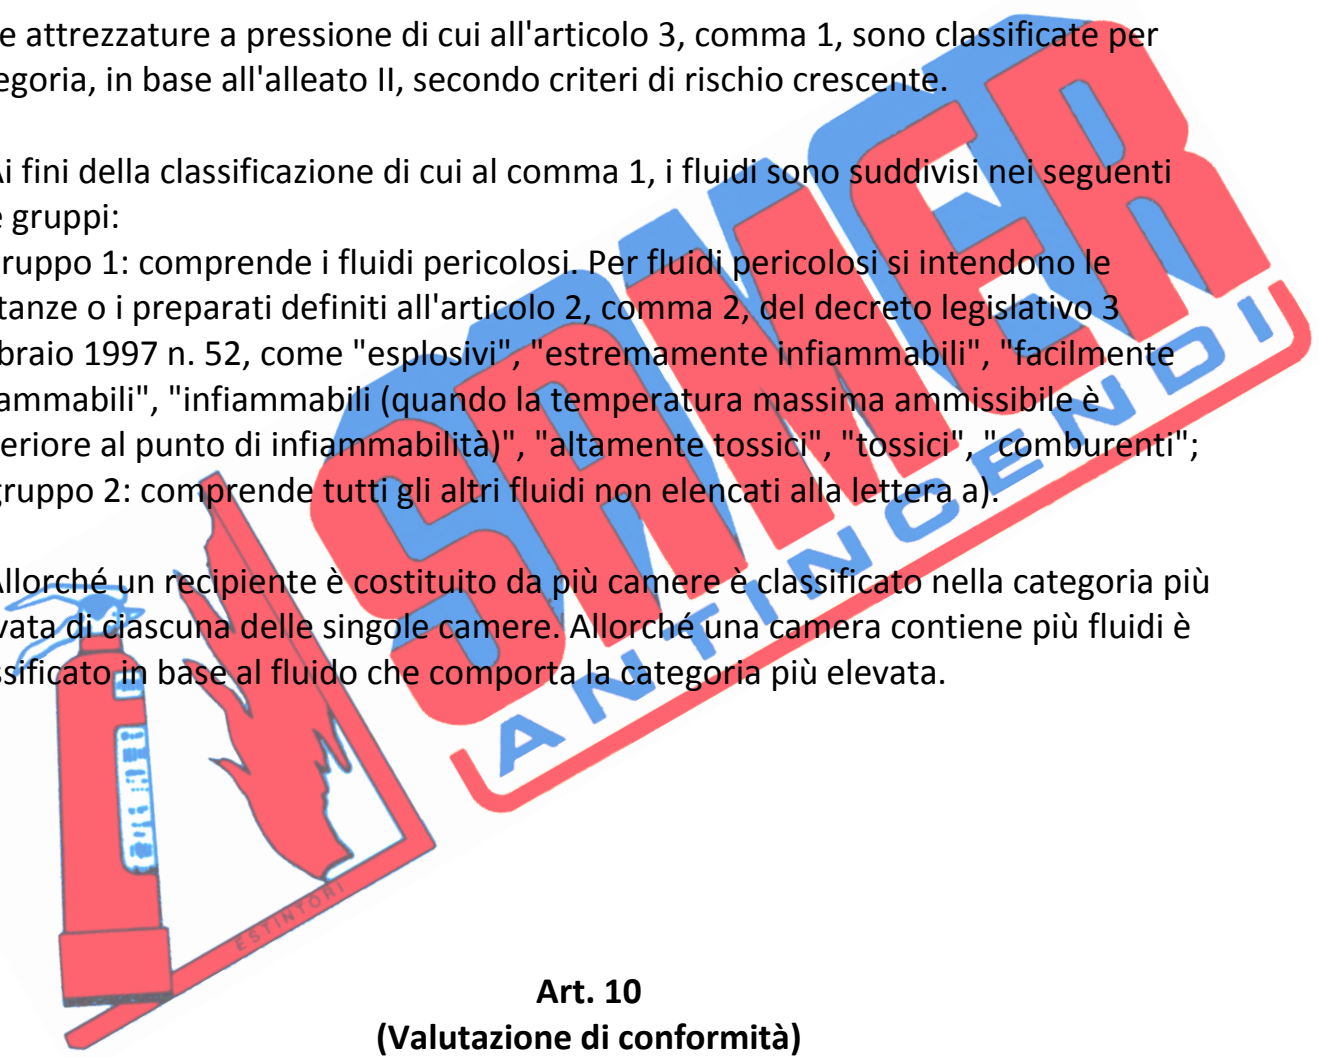 e attrezzature a pressione di cui all'articolo 3, comma 1, sono classificate per
egoria, in base all'alleato II, secondo criteri di rischio crescente.
Ai fini della classificazione di cui al comma 1, i fluidi sono suddivisi nei seguenti
e gruppi:
ruppo 1: comprende i fluidi pericolosi. Per fluidi pericolosi si intendono le
tanze o i preparati definiti all'articolo 2, comma 2, del decreto legislativo 3
braio 1997 n. 52, come "esplosivi", "estremamente infiammabili", "facilmente
ammabili", "infiammabili (quando la temperatura massima ammissibile è
eriore al punto di infiammabilità)", "altamente tossici", "tossici", "comburenti";
gruppo 2: comprende tutti gli altri fluidi non elencati alla lettera a).
Allorché un recipiente è costituito da più camere è classificato nella categoria più
vata di ciascuna delle singole camere. Allorché una camera contiene più fluidi è
ssificato in base al fluido che comporta la categoria più elevata.
SAMER
ANTINCENDI
ESTINTORI
Art. 10
(Valutazione di conformità)